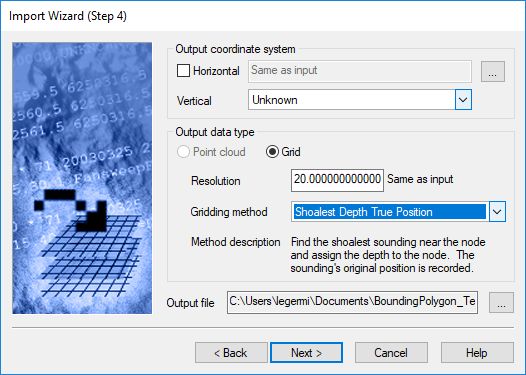 Import Wizard (Step 4)
Output coordinate system
Horizontal
Same as input
...
Vertical
Unknown
Output data type
Point cloud
Grid
Resolution
20.000000000000
Same as input
Gridding method
Shoalest Depth True Position
Method description
Find the shoalest sounding near the node
and assign the depth to the node. The
sounding's original position is recorded.
Output file
C:\Users\legermi\Documents\BoundingPolygon_Te
...
< Back
Next >
Cancel
Help